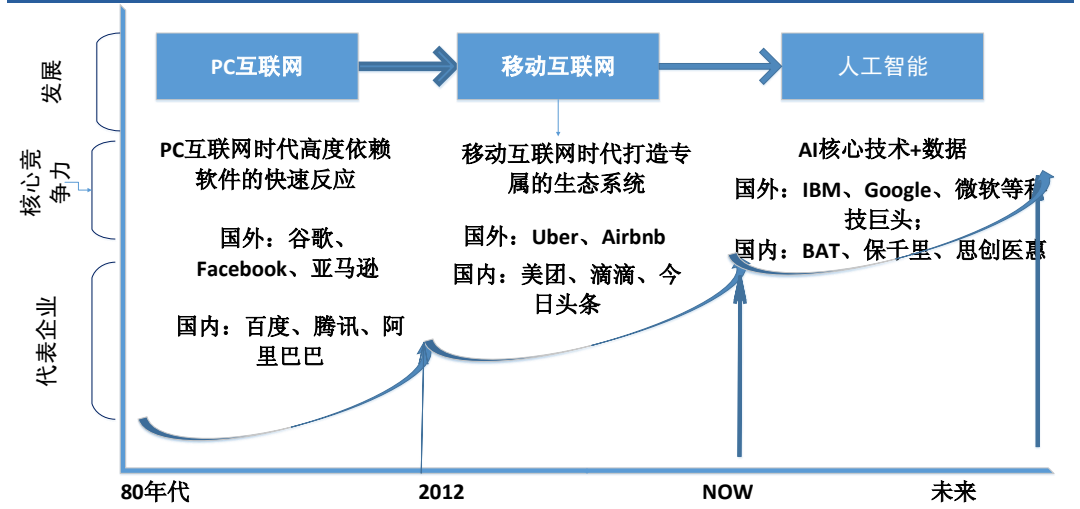 发展
PC互联网
移动互联网
人工智能
核心竞
争力
PC互联网时代高度依赖
软件的快速反应
移动互联网时代打造专
属的生态系统
AI核心技术+数据
代表企业
国外：谷歌、
Facebook、亚马逊
国内：百度、腾讯、阿
里巴巴
国外：Uber、Airbnb
国内：美团、滴滴、今
日头条
国外：IBM、Google、微软等科
技巨头；
国内：BAT、保千里、思创医惠
80年代
2012
NOW
未来